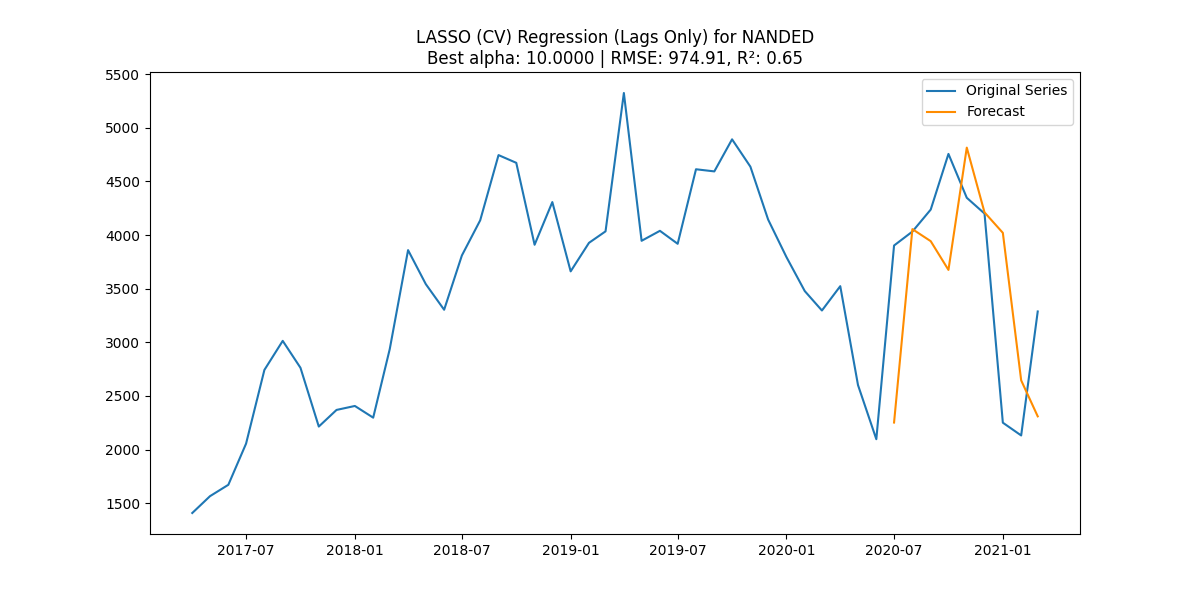 LASSO (CV) Regression (Lags Only) for NANDED
Best alpha: 10.0000 | RMSE: 974.91, R²: 0.65
Original Series
Forecast
5500
5000
4500
4000
3500
3000
2500
2000
1500
2017-07 2018-01 2018-07 2019-01 2019-07 2020-01 2020-07 2021-01